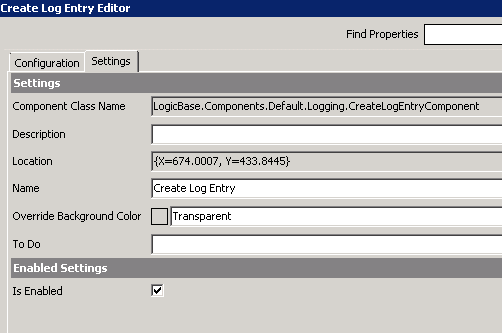 Create Log Entry Editor
Find Properties
Configuration Settings
Settings
Component Class Name LogicBase.Components.Default.Logging.CreateLogEntryComponent
Description
Location {X=674.0007, Y=433.8445}
Name Create Log Entry
Override Background Color Transparent
To Do
Enabled Settings
Is Enabled